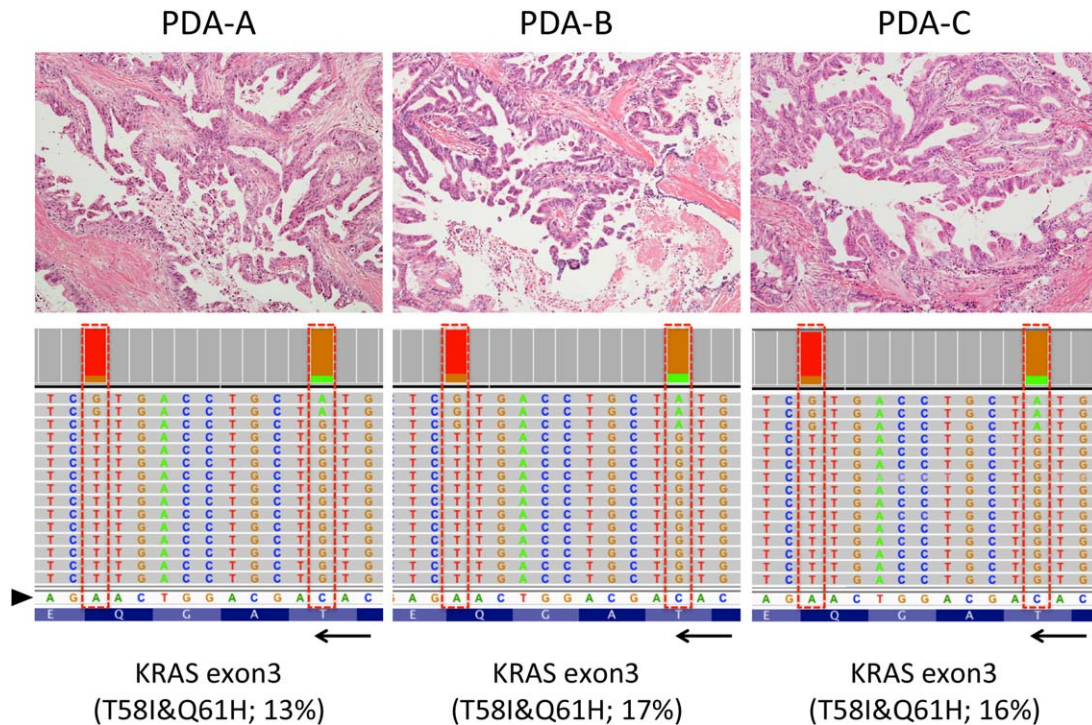 PDA-A PDA-B PDA-C
T C G T G A C C T G C T A T G T C G T G A C C T G C T A T G T C G T G A C C T G C T A T G
T C G T G A C C T G C T A T G T C G T G A C C T G C T A T G T C G T G A C C T G C T A T G
T C T T G A C C T G C T G T G T C G T G A C C T G C T A T G T C G T G A C C T G C T A T G
T C T T G A C C T G C T G T G T C T T G A C C T G C T G T G T C T T G A C C T G C T G T G
T C T T G A C C T G C T G T G T C T T G A C C T G C T G T G T C T T G A C C T G C T G T G
T C T T G A C C T G C T G T G T C T T G A C C T G C T G T G T C T T G A C C T G C T G T G
T C T T G A C C T G C T G T G T C T T G A C C T G C T G T G T C T T G A C C T G C T G T G
T C T T G A C C T G C T G T G T C T T G A C C T G C T G T G T C T T G A C C T G C T G T G
T C T T G A C C T G C T G T G T C T T G A C C T G C T G T G T C T T G A C C T G C T G T G
T C T T G A C C T G C T G T G T C T T G A C C T G C T G T G T C T T G A C C T G C T G T G
T C T T G A C C T G C T G T G T C T T G A C C T G C T G T G T C T T G A C C T G C T G T G
T C T T G A C C T G C T G T G T C T T G A C C T G C T G T G T C T T G A C C T G C T G T G
T C T T G A C C T G C T G T G T C T T G A C C T G C T G T G T C T T G A C C T G C T G T G
T C T T G A C C T G C T G T G T C T T G A C C T G C T G T G T C T T G A C C T G C T G T G
T C T T G A C C T G C T G T G T C T T G A C C T G C T G T G T C T T G A C C T G C T G T G
A G A A C T G G A C G A C A C A G A A C T G G A C G A C A C A G A A C T G G A C G A C A C
E Q G A T E Q G A T E Q G A T
KRAS exon3 KRAS exon3 KRAS exon3
(T58I&Q61H; 13%) (T58I&Q61H; 17%) (T58I&Q61H; 16%)